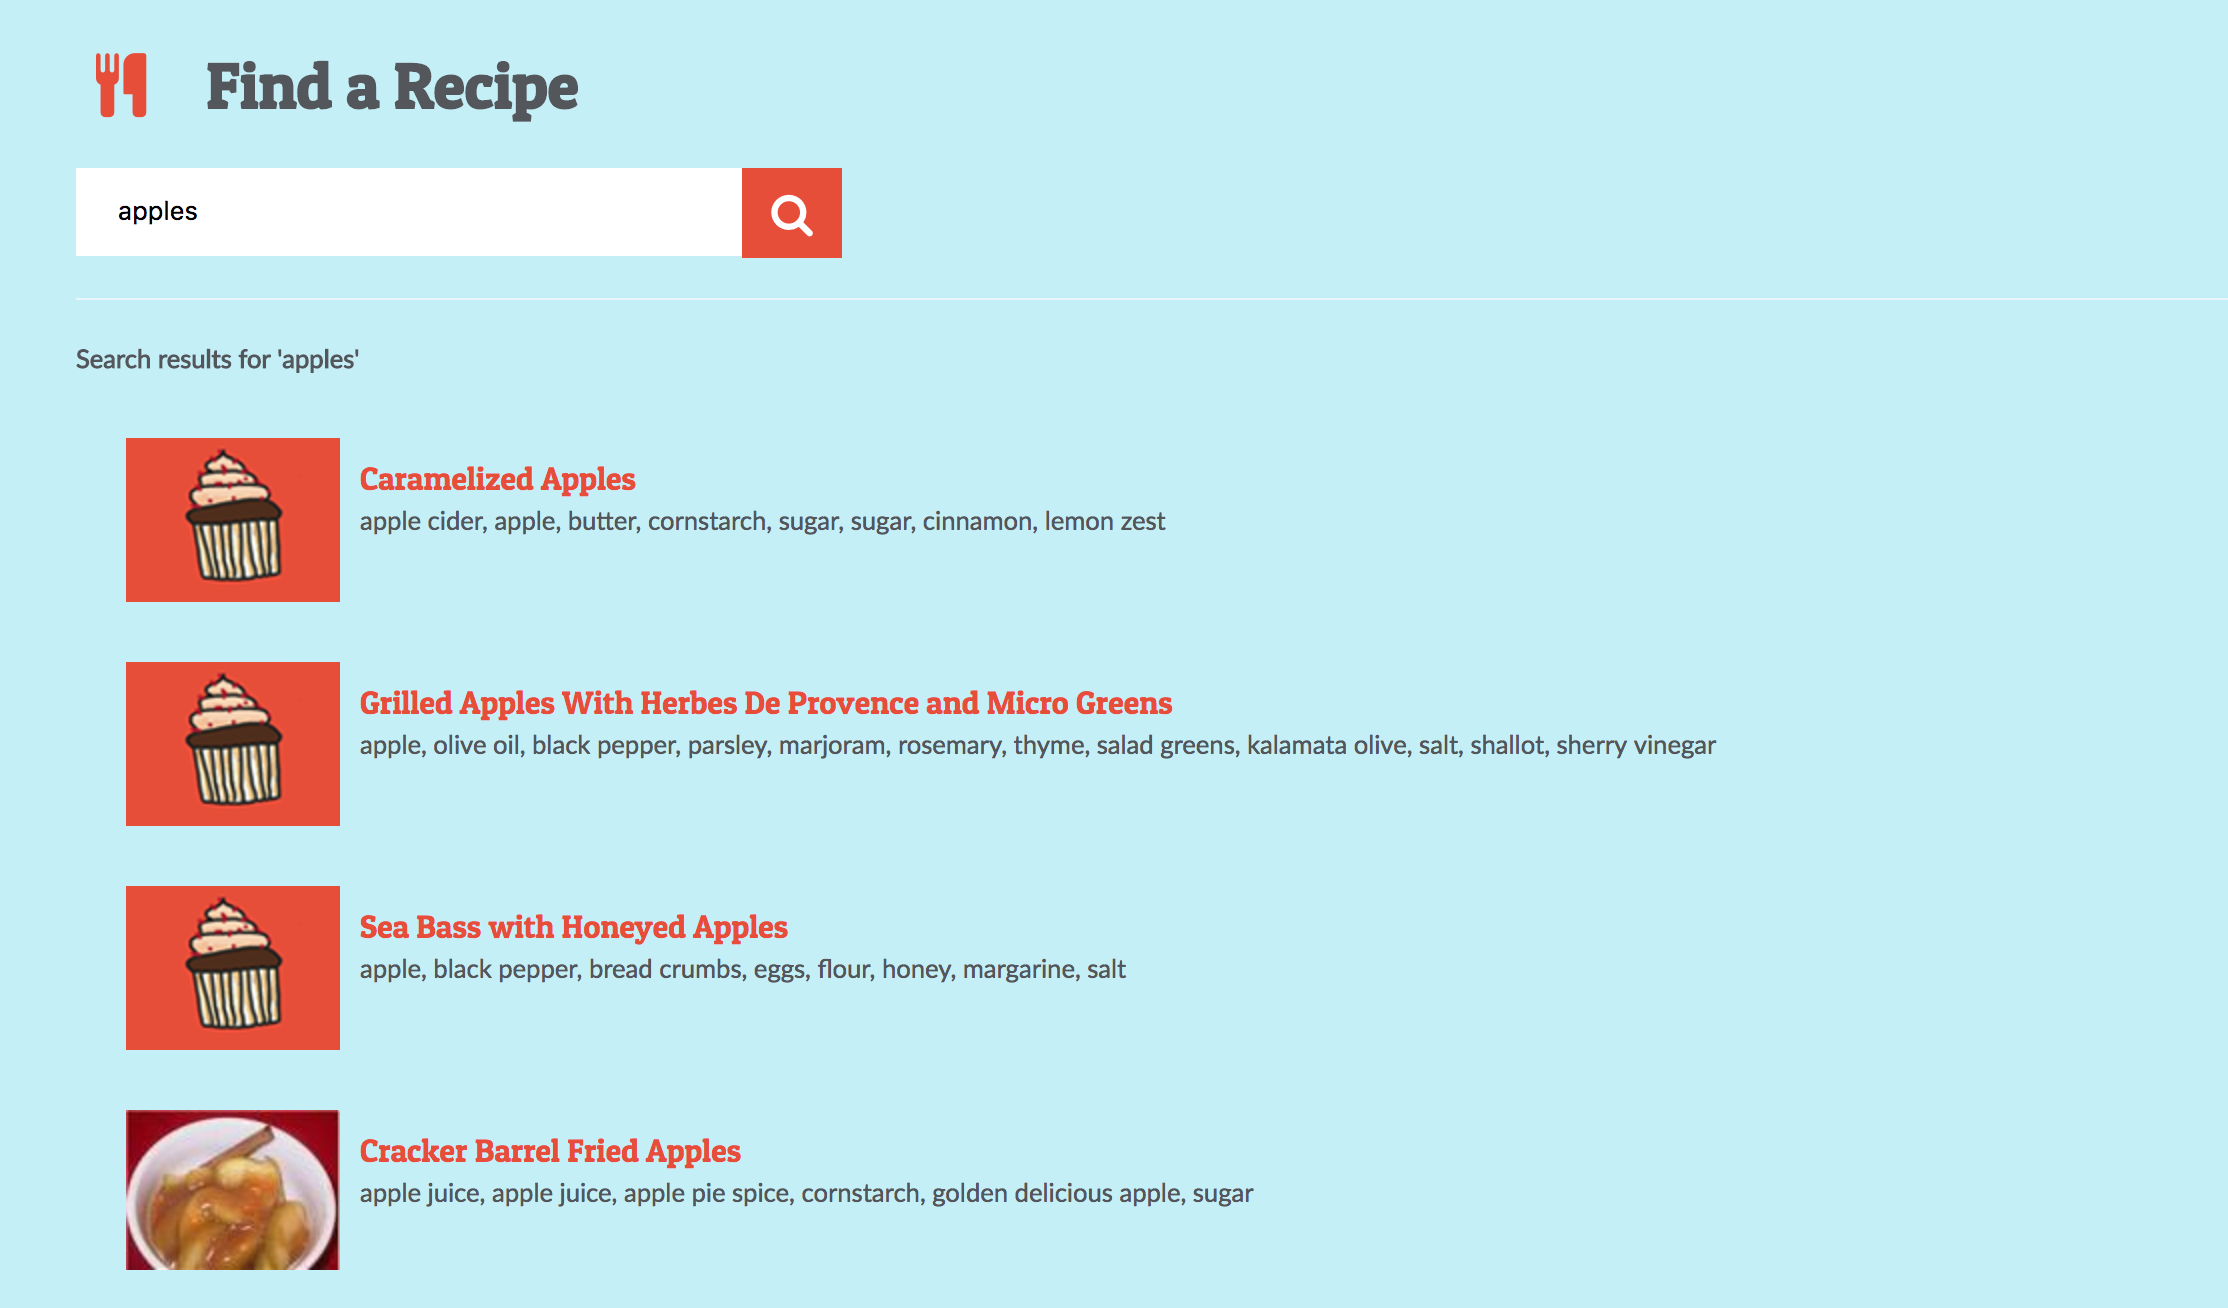 Find a Recipe
apples
Search results for 'apples'
Caramelized Apples
apple cider, apple, butter, cornstarch, sugar, sugar, cinnamon, lemon zest
Grilled Apples With Herbes De Provence and Micro Greens
apple, olive oil, black pepper, parsley, marjoram, rosemary, thyme, salad greens, kalamata olive, salt, shallot, sherry vinegar
Sea Bass with Honeyed Apples
apple, black pepper, bread crumbs, eggs, flour, honey, margarine, salt
Cracker Barrel Fried Apples
apple juice, apple juice, apple pie spice, cornstarch, golden delicious apple, sugar